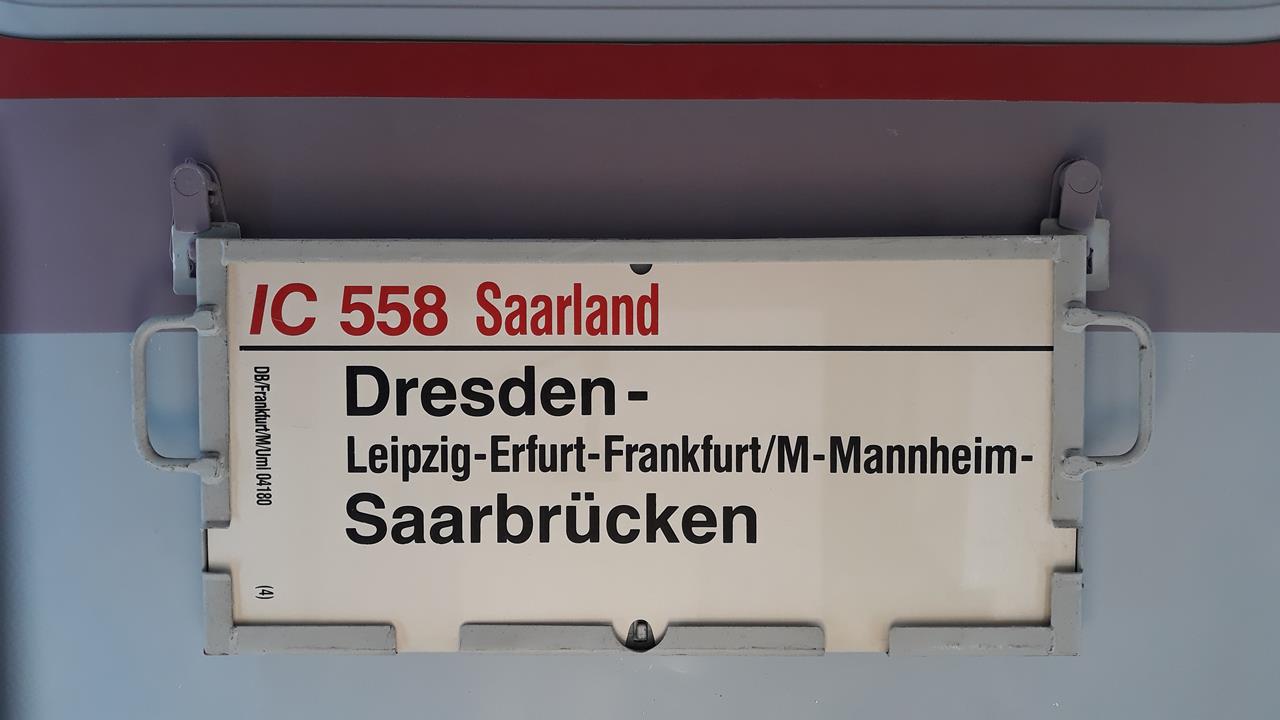 IC 558 Saarland
Dresden-
Leipzig-Erfurt-Frankfurt/M-Mannheim-
Saarbrücken
DB/Frankfurt/M/Uml 04180
(4)